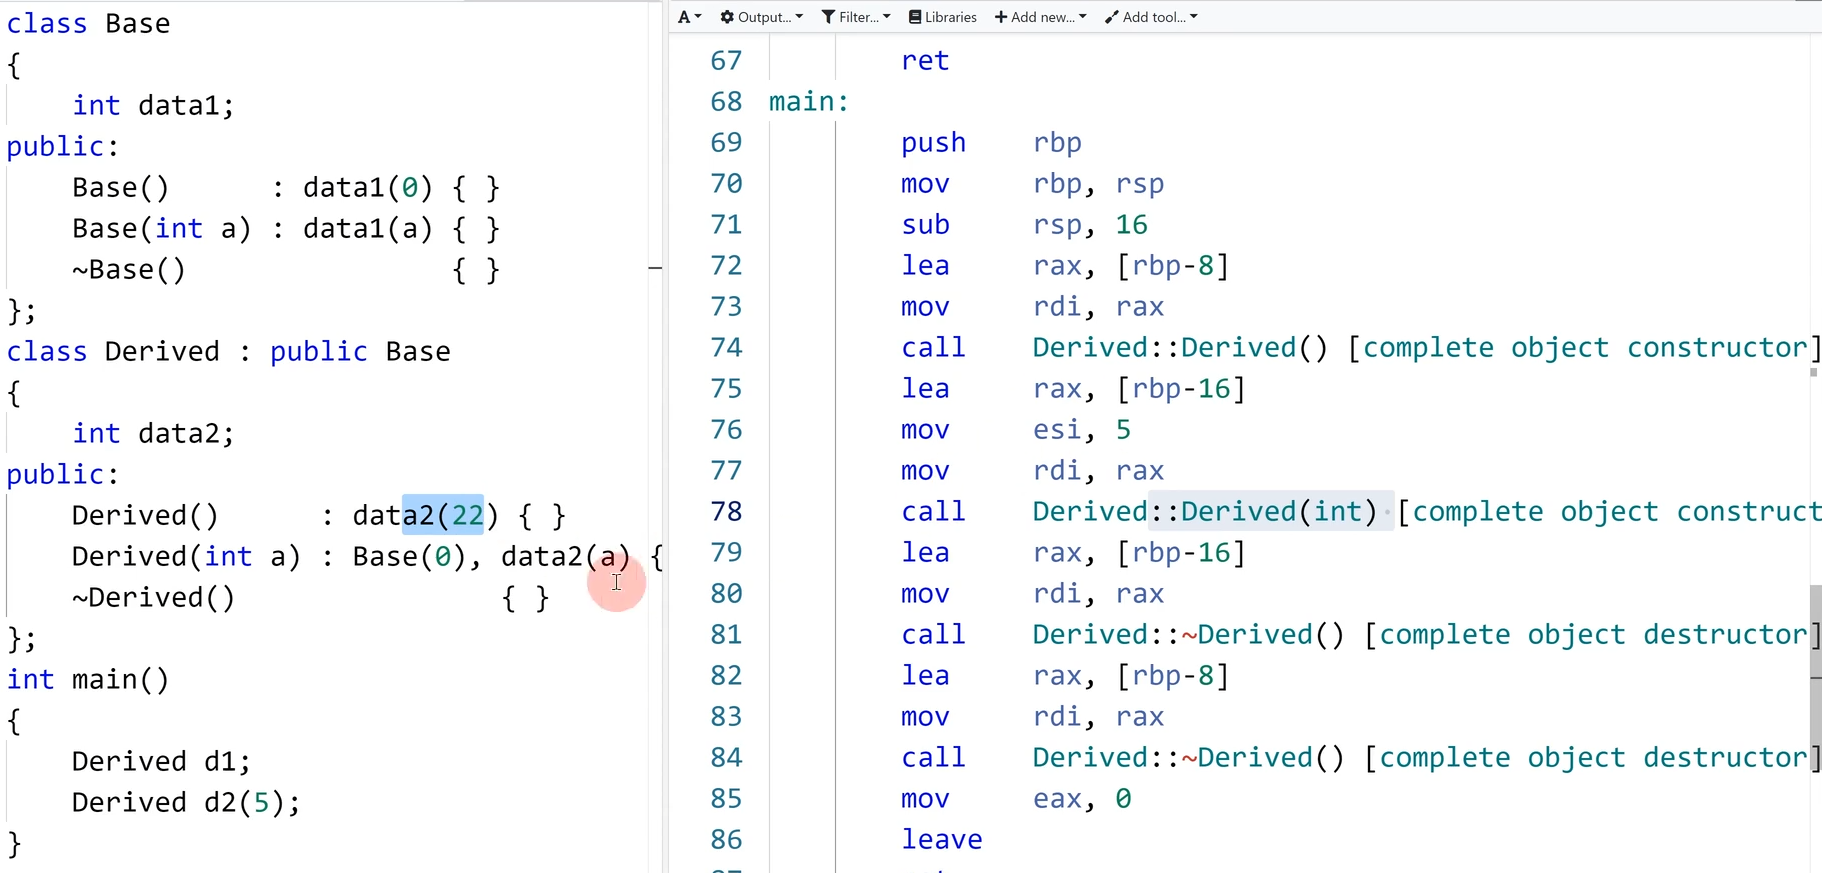 class Base
{
    int data1;
public:
    Base()      : data1(0) { }
    Base(int a) : data1(a) { }
    ~Base()                { }
};
class Derived : public Base
{
    int data2;
public:
    Derived()      : data2(22) { }
    Derived(int a) : Base(0), data2(a) {
    ~Derived()                { }
};
int main()
{
    Derived d1;
    Derived d2(5);
}
A Output... Filter... Libraries + Add new... Add tool...
67 ret
68 main:
69 push rbp
70 mov rbp, rsp
71 sub rsp, 16
72 lea rax, [rbp-8]
73 mov rdi, rax
74 call Derived::Derived() [complete object constructor]
75 lea rax, [rbp-16]
76 mov esi, 5
77 mov rdi, rax
78 call Derived::Derived(int) [complete object construct
79 lea rax, [rbp-16]
80 mov rdi, rax
81 call Derived::~Derived() [complete object destructor]
82 lea rax, [rbp-8]
83 mov rdi, rax
84 call Derived::~Derived() [complete object destructor]
85 mov eax, 0
86 leave